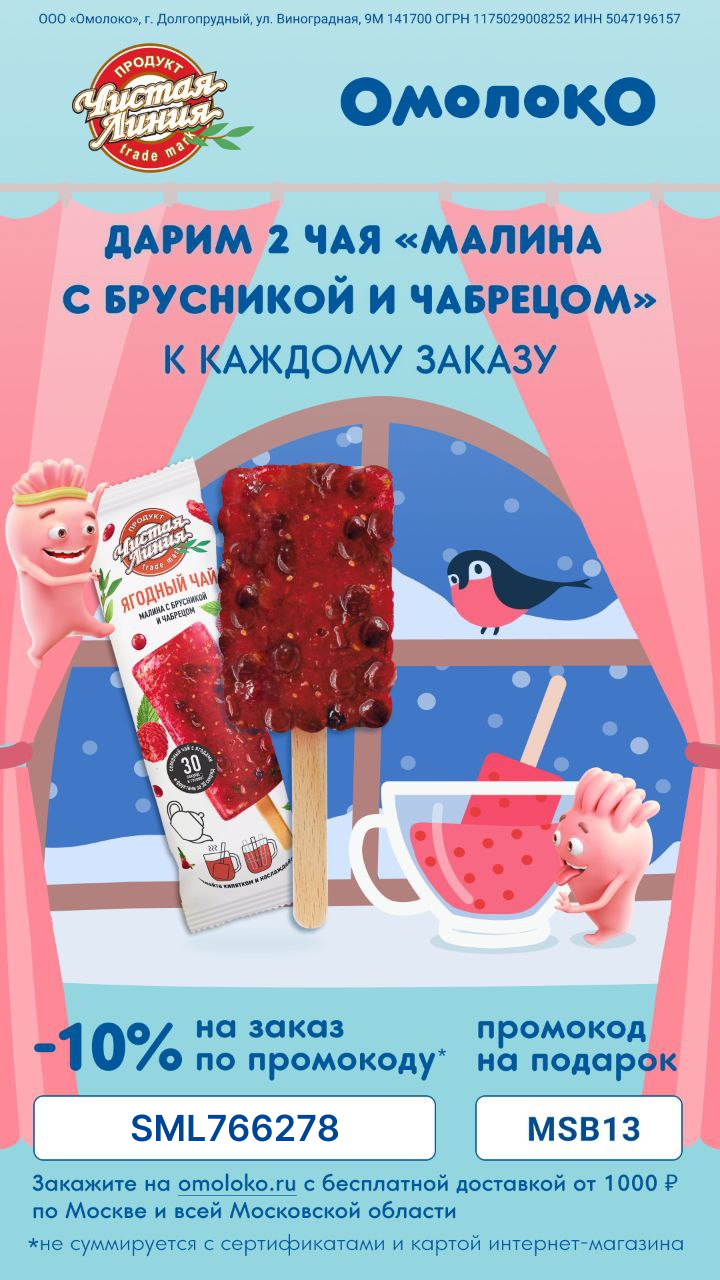 ООО «Омолоко», г. Долгопрудный, ул. Виноградная, 9М 141700 ОГРН 1175029008252 ИНН 5047196157
ПРОДУКТ
Чистая
Линия
trade mark
ОМОЛОКО
ДАРИМ 2 ЧАЯ «МАЛИНА
С БРУСНИКОЙ И ЧАБРЕЦОМ»
К КАЖДОМУ ЗАКАЗУ
ПРОДУКТ
Чистая
Линия
trade mark
ЯГОДНЫЙ ЧАЙ
МАЛИНА С БРУСНИКОЙ
И ЧАБРЕЦОМ
30
кипятком и наслаждай
-10%
на заказ
по промокоду*
SML766278
промокод
на подарок
MSB13
Закажите на omoloko.ru с бесплатной доставкой от 1000 ₽
по Москве и всей Московской области
*не суммируется с сертификатами и картой интернет-магазина